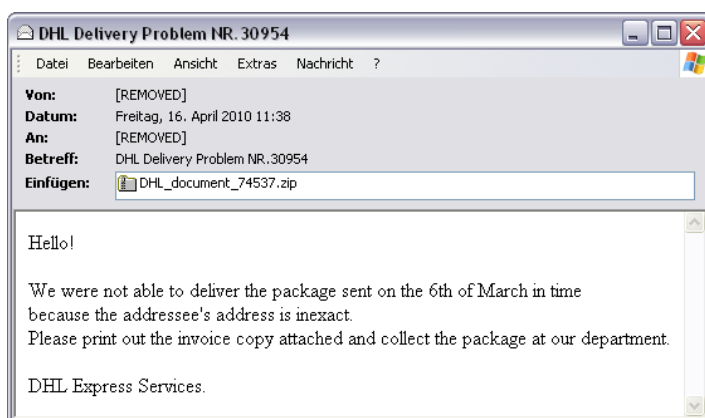 DHL Delivery Problem NR.30954
Datei Bearbeiten Ansicht Extras Nachricht ?
Von: [REMOVED]
Datum: Freitag, 16. April 2010 11:38
An: [REMOVED]
Betreff: DHL Delivery Problem NR.30954
Einfügen: DHL_document_74537.zip
Hello!
We were not able to deliver the package sent on the 6th of March in time
because the addressee's address is inexact.
Please print out the invoice copy attached and collect the package at our department.
DHL Express Services.